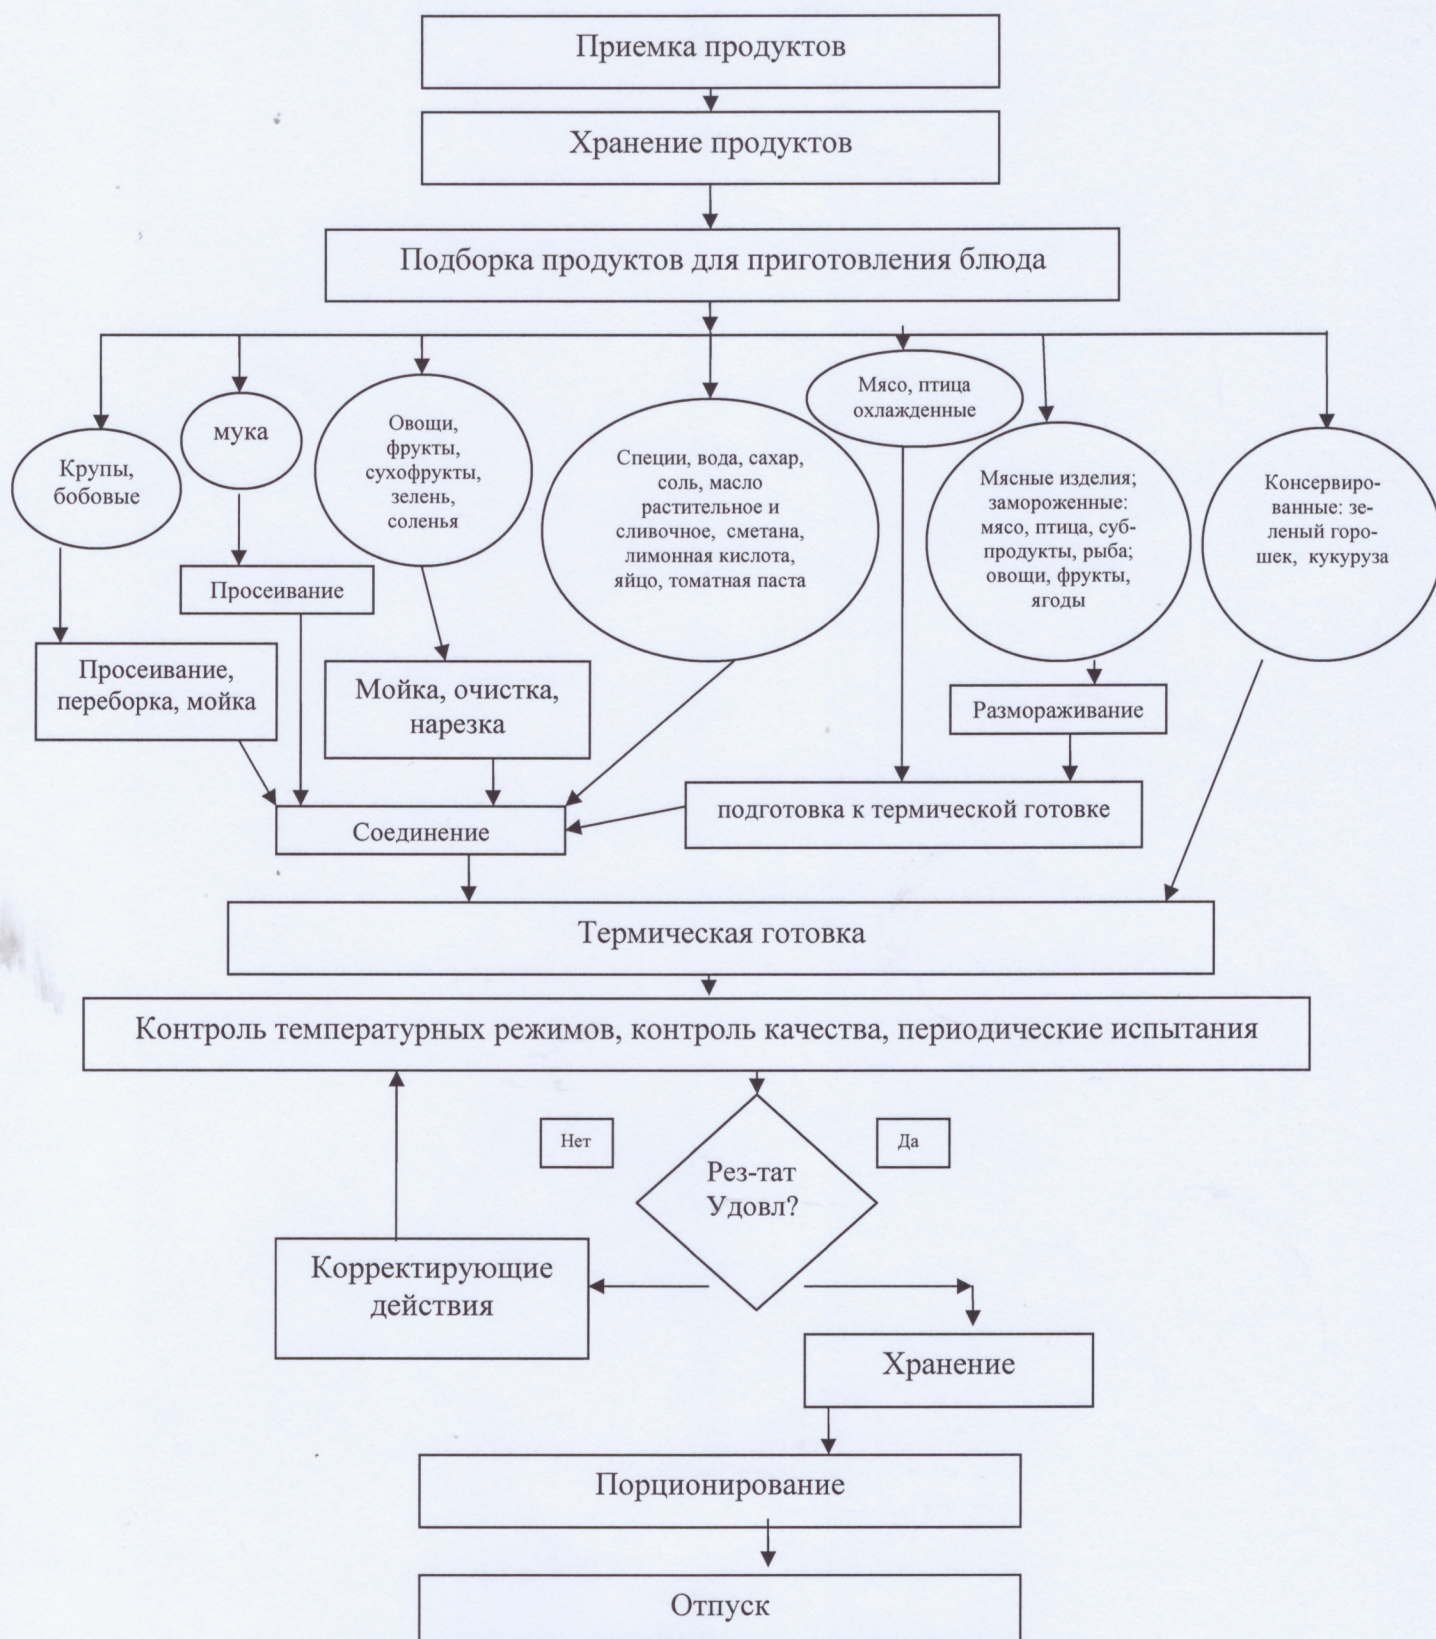 Приемка продуктов
Хранение продуктов
Подборка продуктов для приготовления блюда
Крупы,
бобовые
мука
Овощи,
фрукты,
сухофрукты,
зелень,
соленья
Специи, вода, сахар,
соль, масло
растительное и
сливочное, сметана,
лимонная кислота,
яйцо, томатная паста
Мясо, птица
охлажденные
Мясные изделия;
замороженные:
мясо, птица, суб-
продукты, рыба;
овощи, фрукты,
ягоды
Консервиро-
ванные: зе-
леный горо-
шек, кукуруза
Просеивание
Просеивание,
переборка, мойка
Мойка, очистка,
нарезка
Размораживание
подготовка к термической готовке
Соединение
Термическая готовка
Контроль температурных режимов, контроль качества, периодические испытания
Нет
Да
Рез-тат
Удовл?
Корректирующие
действия
Хранение
Порционирование
Отпуск